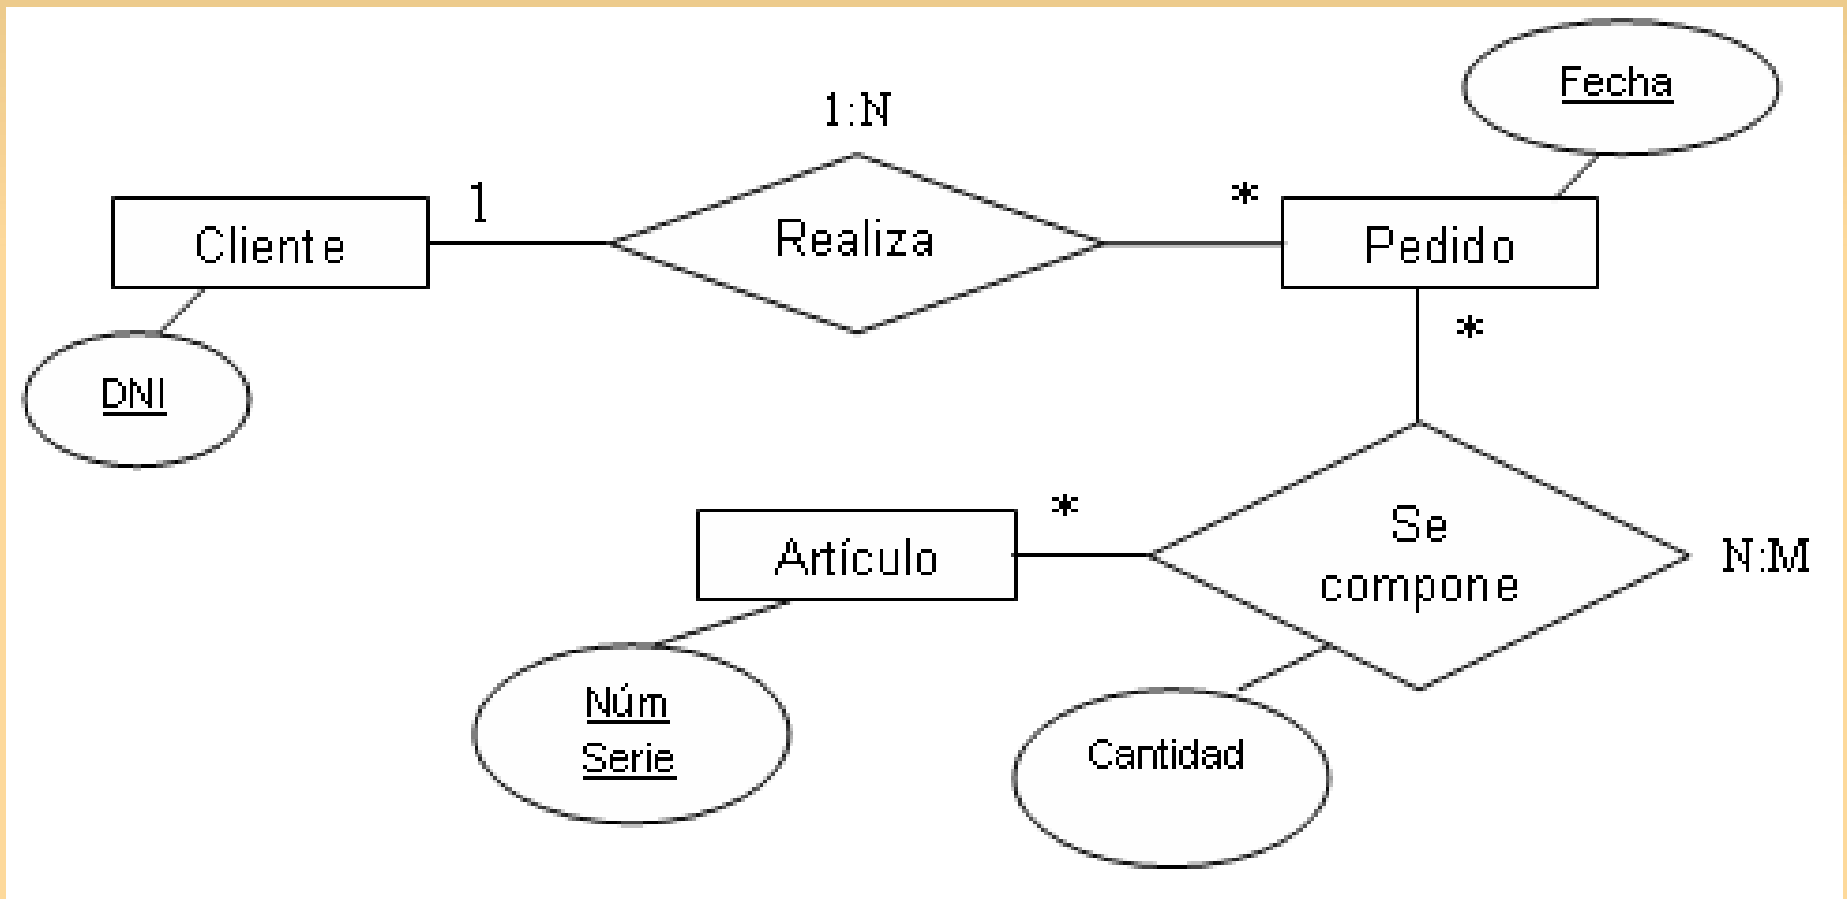 Fecha
1:N
1
*
Cliente
Realiza
Pedido
*
DNI
*
Se
compone
Artículo
N:M
Núm
Serie
Cantidad